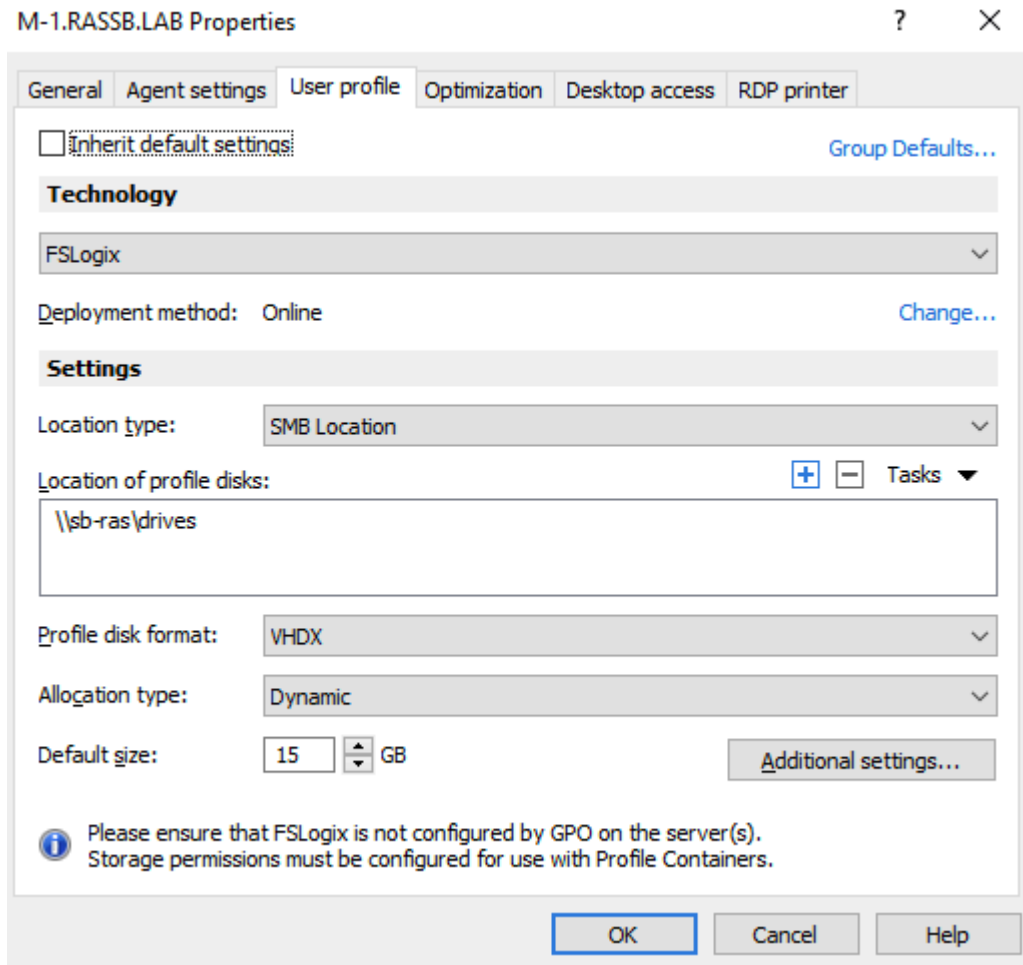 M-1.RASSB.LAB Properties ?
General Agent settings User profile Optimization Desktop access RDP printer
Inherit default settings
Group Defaults...
Technology
FSLogix
Deployment method: Online Change...
Settings
Location type: SMB Location
Location of profile disks: Tasks
\\sb-ras\drives
Profile disk format: VHDX
Allocation type: Dynamic
Default size: 15 GB Additional settings...
Please ensure that FSLogix is not configured by GPO on the server(s).
Storage permissions must be configured for use with Profile Containers.
OK Cancel Help